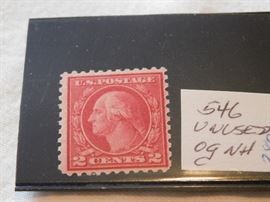 U.S. POSTAGE
2 CENTS 2
546
UNUSED
OG NH